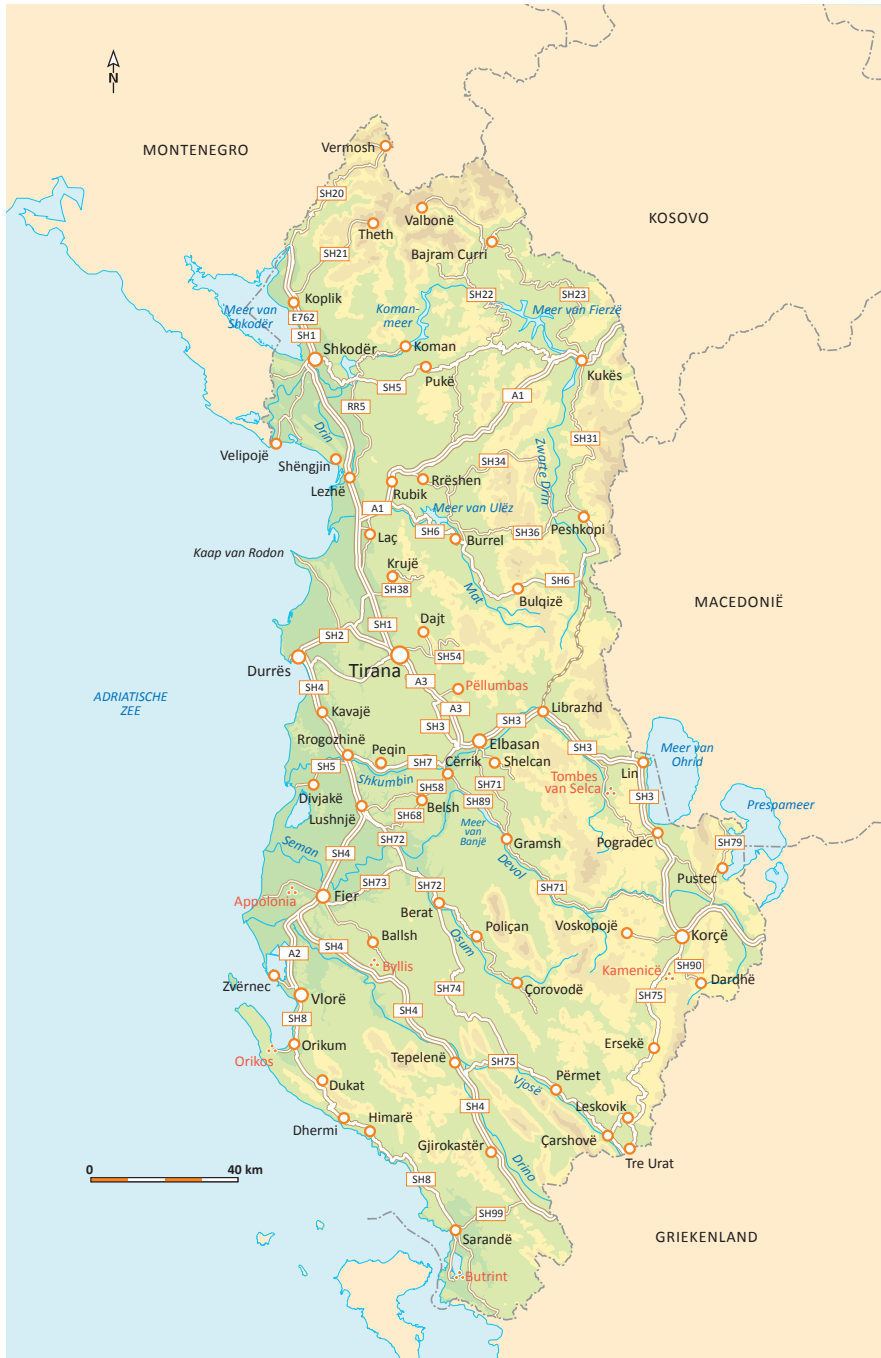 N
MONTENEGRO
Vermosh
SH20
KOSOVO
Valbonë
Theth
SH21
Bajram Curri
SH22
SH23
Koplik
Meer van
Shkodër
E762
Koman-
meer
Meer van Fierzë
SH1
Shkodër
Koman
Pukë
Kukës
SH5
A1
RR5
Drin
SH31
Velipojë
Shëngjin
Zwarte Drin
SH34
Lezhë
Rubik
Rrëshen
A1
Meer van Ulëz
Peshkopi
SH6
SH36
Laç
Burrel
Kaap van Rodon
Krujë
SH38
SH6
Mat
Bulqizë
MACEDONIË
SH1
Dajt
SH2
SH54
Durrës
Tirana
A3
Pëllumbas
SH4
ADRIATISCHE
ZEE
Kavajë
A3
Librazhd
SH3
SH3
Rrogozhinë
Elbasan
SH3
Meer van
Ohrid
Peqin
SH7
Shelcan
Lin
SH5
Cërrik
Shkumbin
SH58
SH71
Tombes
van Selca
Divjakë
SH89
SH3
Belsh
Prespameer
Lushnjë
SH68
Meer
van
Banjë
SH72
Gramsh
Pogradec
Seman
SH4
SH79
Devol
Pustec
SH73
SH72
SH71
Appolonia
Fier
Berat
Osum
Poliçan
Voskopojë
Korçë
Ballsh
SH4
A2
Byllis
Kamenicë
SH90
Zvërnec
Dardhë
Vlorë
SH74
Çorovodë
SH75
SH4
SH8
Orikum
Ersekë
Orikos
Tepelenë
SH75
Dukat
Vjosë
Përmet
SH4
Leskovik
Dhermi
Himarë
Çarshovë
Gjirokastër
Tre Urat
0
40 km
Drino
SH8
SH99
Sarandë
GRIEKENLAND
Butrint